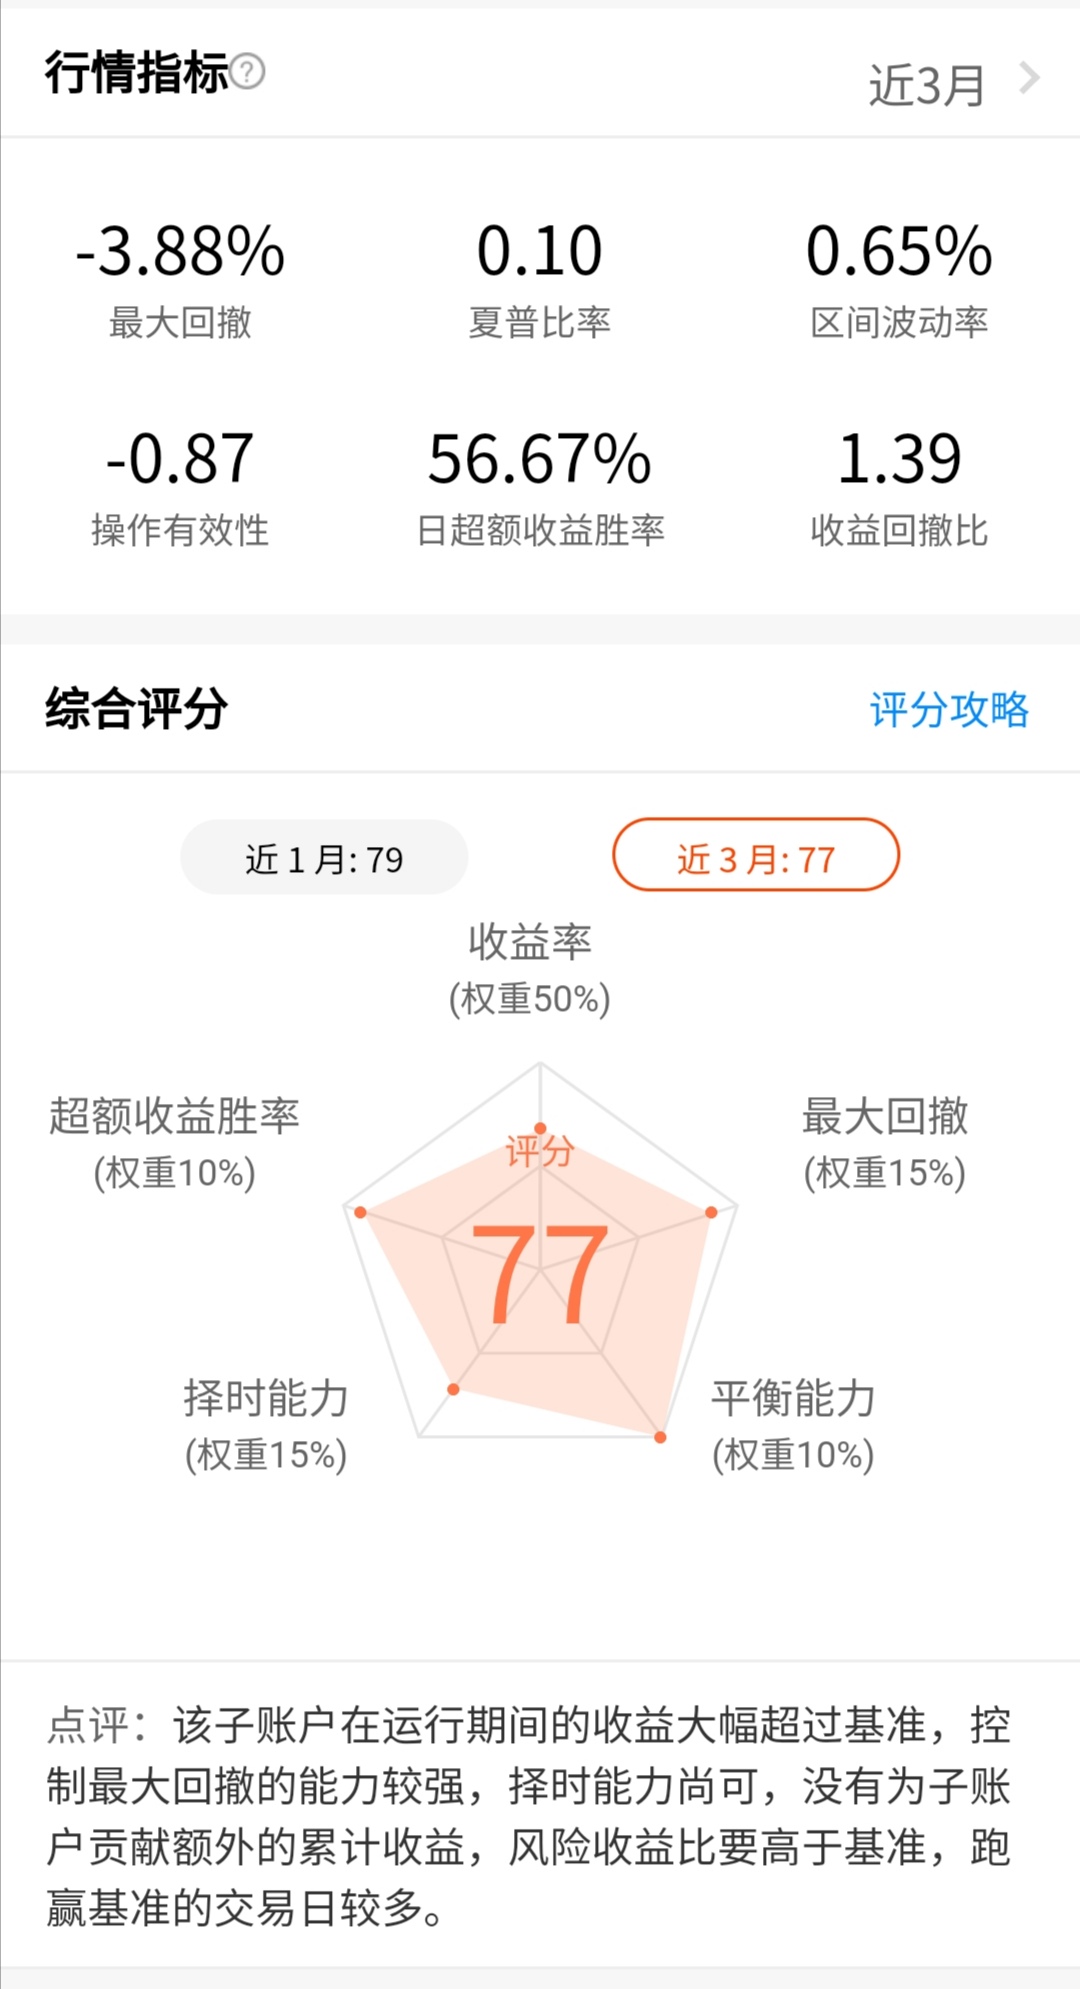 行情指标?
近3月
-3.88% 0.10 0.65%
最大回撤 夏普比率 区间波动率
-0.87 56.67% 1.39
操作有效性 日超额收益胜率 收益回撤比
综合评分
评分攻略
近 1 月: 79
近 3 月: 77
收益率
(权重50%)
超额收益胜率
(权重10%)
最大回撤
(权重15%)
评分
77
择时能力
(权重15%)
平衡能力
(权重10%)
点评：该子账户在运行期间的收益大幅超过基准，控
制最大回撤的能力较强，择时能力尚可，没有为子账
户贡献额外的累计收益，风险收益比要高于基准，跑
赢基准的交易日较多。